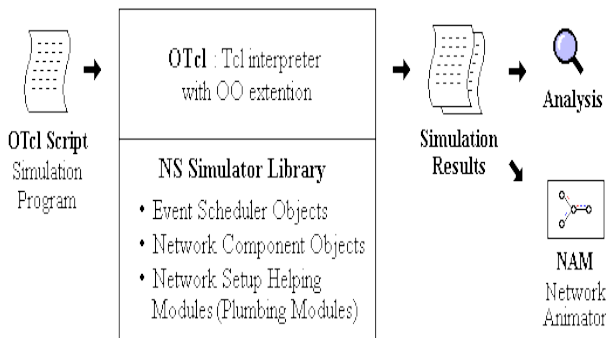 OTcl Script
Simulation
Program
OTcl : Tcl interpreter
with OO extention
NS Simulator Library
• Event Scheduler Objects
• Network Component Objects
• Network Setup Helping
Modules (Plumbing Modules)
Simulation
Results
Analysis
NAM
Network
Animator